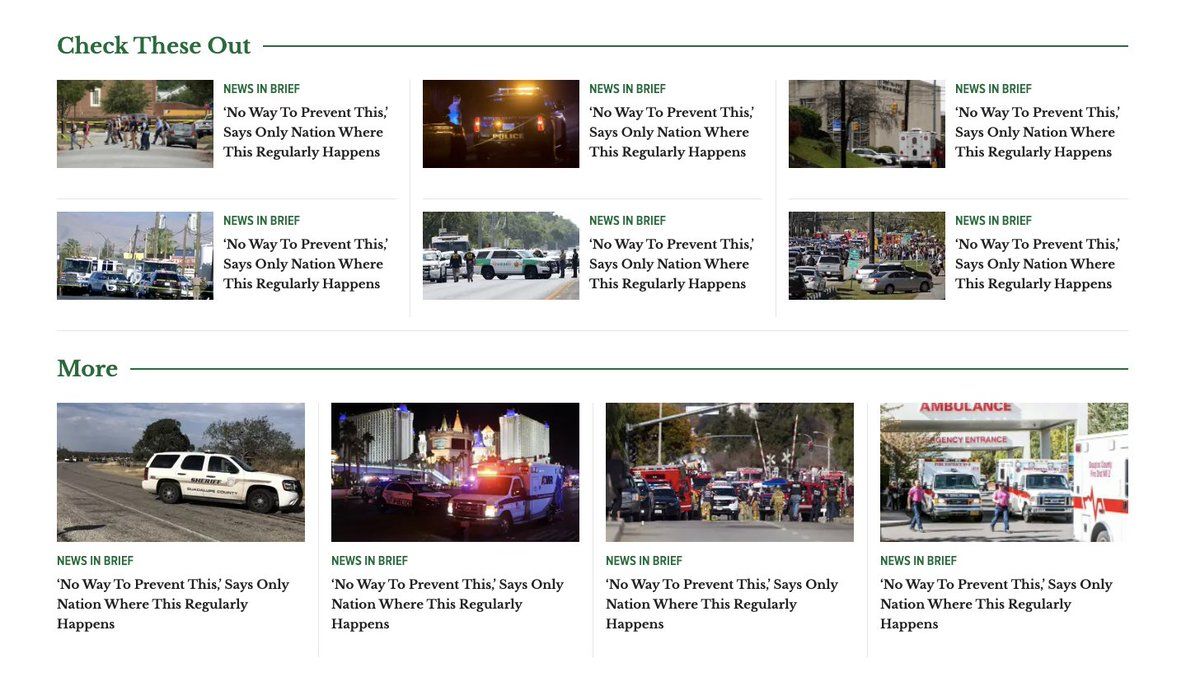 Check These Out
NEWS IN BRIEF
‘No Way To Prevent This,’
Says Only Nation Where
This Regularly Happens
POLICE
NEWS IN BRIEF
‘No Way To Prevent This,’
Says Only Nation Where
This Regularly Happens
NEWS IN BRIEF
‘No Way To Prevent This,’
Says Only Nation Where
This Regularly Happens
NEWS IN BRIEF
‘No Way To Prevent This,’
Says Only Nation Where
This Regularly Happens
NEWS IN BRIEF
‘No Way To Prevent This,’
Says Only Nation Where
This Regularly Happens
NEWS IN BRIEF
‘No Way To Prevent This,’
Says Only Nation Where
This Regularly Happens
More
SHERIFF
GUADALUPE COUNTY
NEWS IN BRIEF
‘No Way To Prevent This,’ Says Only
Nation Where This Regularly
Happens
NEWS IN BRIEF
‘No Way To Prevent This,’ Says Only
Nation Where This Regularly
Happens
NEWS IN BRIEF
‘No Way To Prevent This,’ Says Only
Nation Where This Regularly
Happens
AMBULANCE
EMERGENCY ENTRANCE
Douglas County
Fire Dist No. 2
NEWS IN BRIEF
‘No Way To Prevent This,’ Says Only
Nation Where This Regularly
Happens